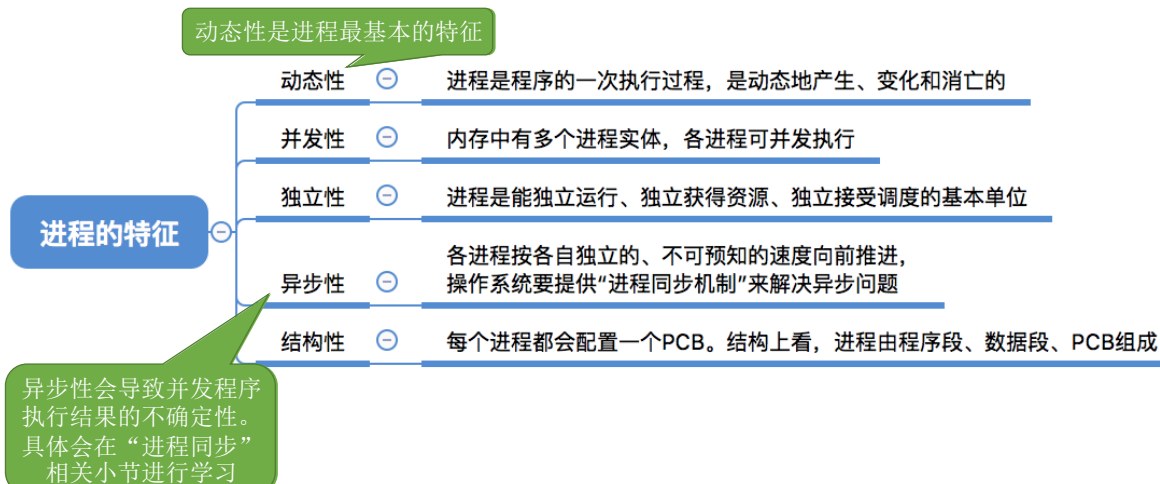 动态性是进程最基本的特征
动态性
进程是程序的一次执行过程，是动态地产生、变化和消亡的
并发性
内存中有多个进程实体，各进程可并发执行
独立性
进程是能独立运行、独立获得资源、独立接受调度的基本单位
进程的特征
异步性
各进程按各自独立的、不可预知的速度向前推进，
操作系统要提供“进程同步机制”来解决异步问题
结构性
每个进程都会配置一个PCB。结构上看，进程由程序段、数据段、PCB组成
异步性会导致并发程序
执行结果的不确定性。
具体会在“进程同步”
相关小节进行学习